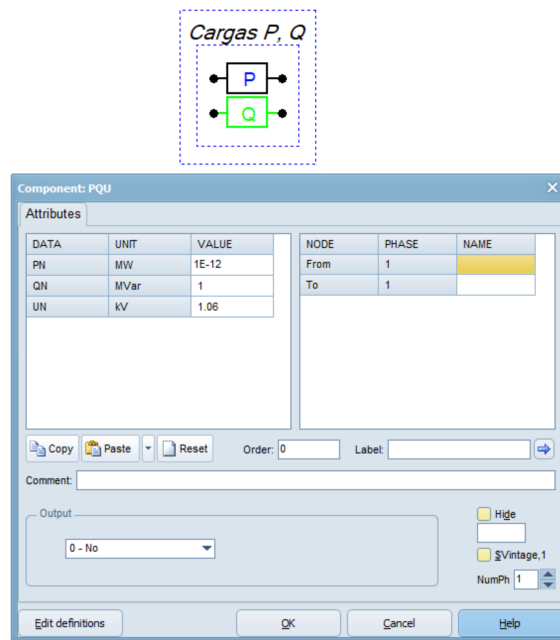 Cargas P, Q
P
Q
Component: PQU
Attributes
DATA UNIT VALUE
PN MW 1E-12
QN MVar 1
UN kV 1.06
NODE PHASE NAME
From 1
To 1
Copy Paste Reset Order: 0 Label:
Comment:
Output
0 - No
Hide
$Vintage,1
NumPh 1
Edit definitions OK Cancel Help